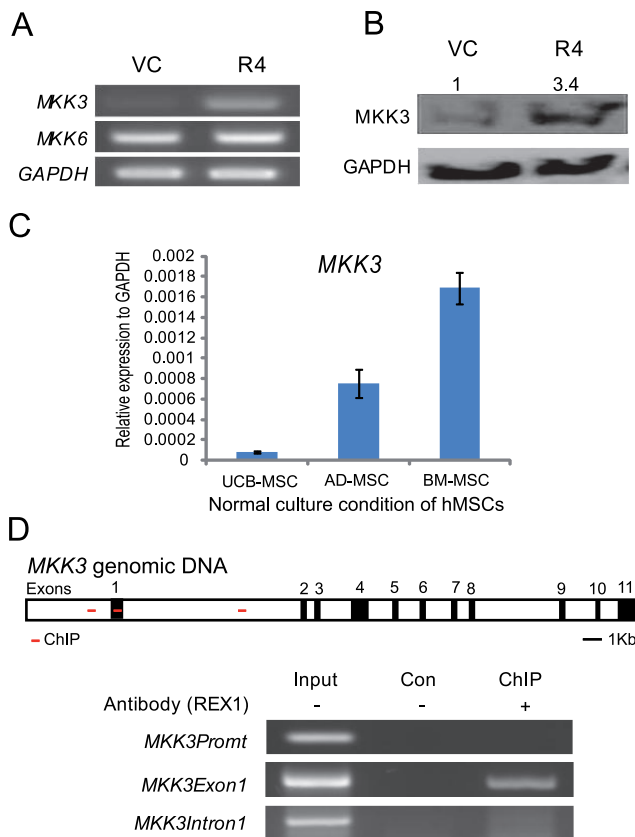 A
VC R4
MKK3
MKK6
GAPDH
B
VC R4
1 3.4
MKK3
GAPDH
C
MKK3
Relative expression to GAPDH
0.002
0.0018
0.0016
0.0014
0.0012
0.001
0.0008
0.0006
0.0004
0.0002
0
UCB-MSC AD-MSC BM-MSC
Normal culture condition of hMSCs
D
MKK3 genomic DNA
Exons 1 2 3 4 5 6 7 8 9 10 11
ChIP 1Kb
Input Con ChIP
Antibody (REX1) - - +
MKK3Promt
MKK3Exon1
MKK3Intron1